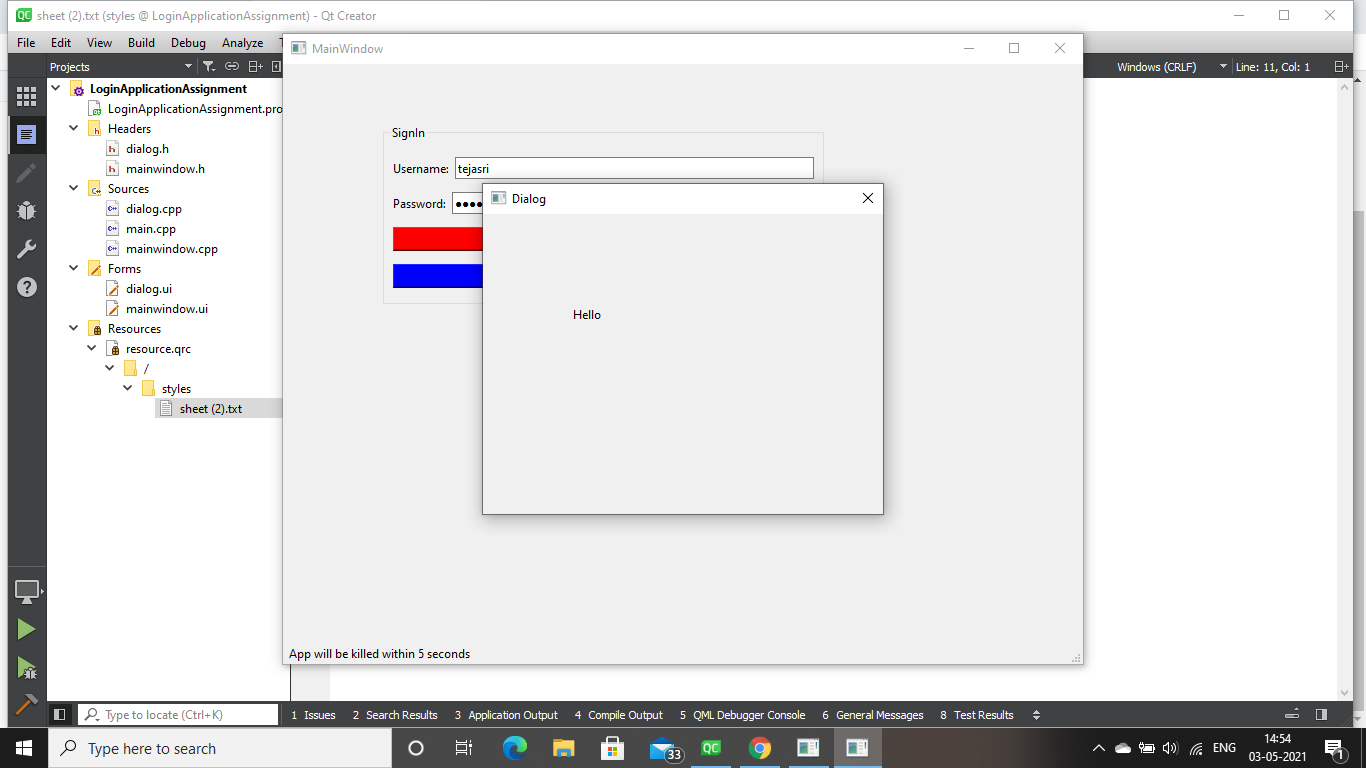 sheet (2).txt (styles @ LoginApplicationAssignment) - Qt Creator
File Edit View Build Debug Analyze
MainWindow
Projects
Windows (CRLF) Line: 11, Col: 1
LoginApplicationAssignment
LoginApplicationAssignment.pro
Headers
dialog.h
mainwindow.h
Sources
dialog.cpp
main.cpp
mainwindow.cpp
Forms
dialog.ui
mainwindow.ui
Resources
resource.qrc
/
styles
sheet (2).txt
SignIn
Username: tejasri
Password: ●●●●
Dialog
Hello
App will be killed within 5 seconds
Type to locate (Ctrl+K) 1 Issues 2 Search Results 3 Application Output 4 Compile Output 5 QML Debugger Console 6 General Messages 8 Test Results
Type here to search
33
QC
ENG
14:54
03-05-2021
1